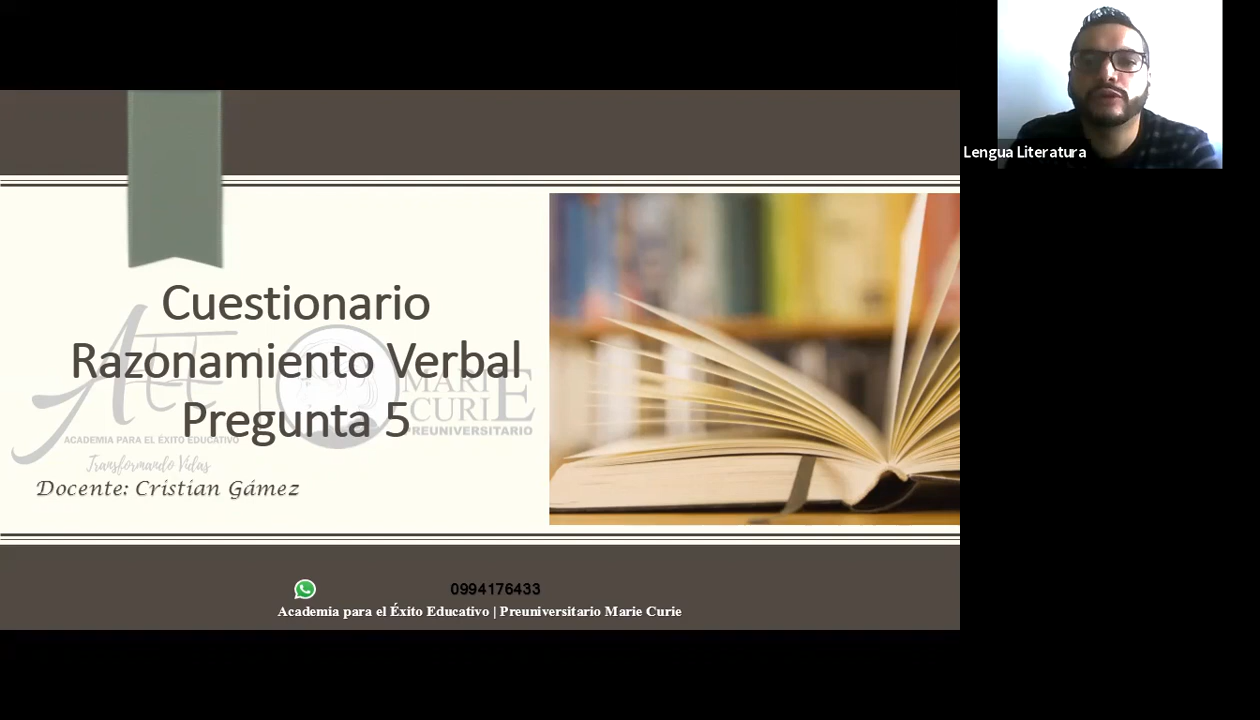 Cuestionario
Razonamiento Verbal
Pregunta 5
AEE
MARIE
CURIE
PREUNIVERSITARIO
ACADEMIA PARA EL ÉXITO EDUCATIVO
Transformando Vidas
Docente: Cristian Gámez
0994176433
Academia para el Éxito Educativo | Preuniversitario Marie Curie
Lengua Literatura